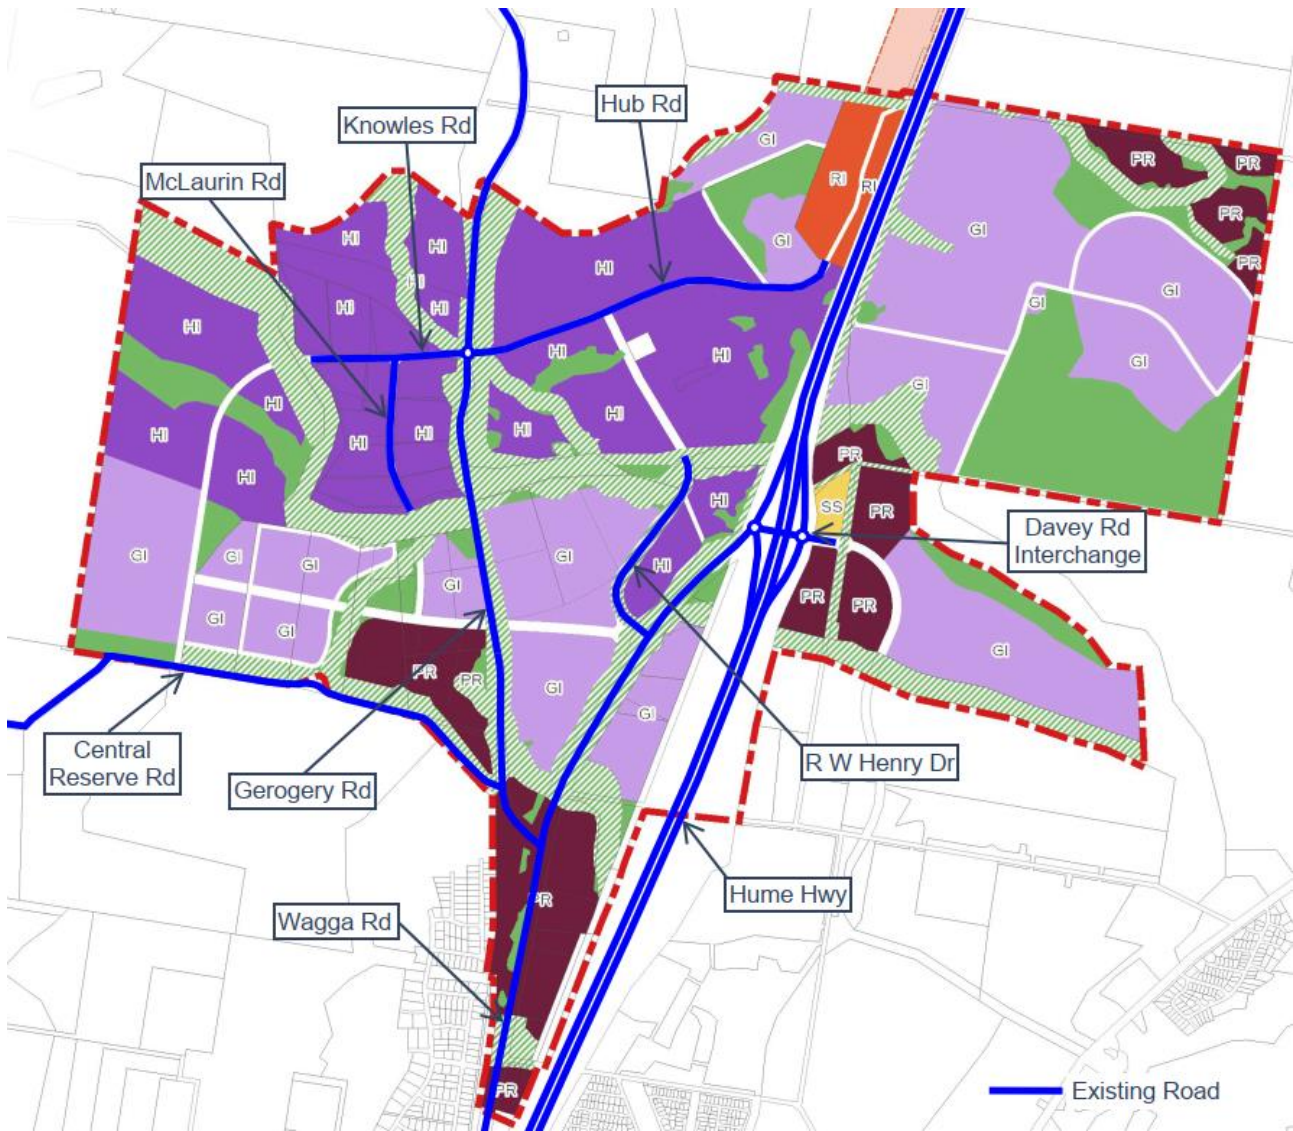 Hub Rd
Knowles Rd
McLaurin Rd
GI
RI
RI
PR
PR
PR
PR
GI
HI
HI
HI
HI
HI
HI
GI
GI
GI
GI
GI
HI
HI
HI
HI
HI
HI
HI
HI
HI
HI
HI
HI
PR
SS
PR
Davey Rd
Interchange
GI
GI
GI
GI
GI
HI
PR
PR
GI
GI
GI
PR
PR
GI
GI
Central
Reserve Rd
Gerogery Rd
R W Henry Dr
Hume Hwy
Wagga Rd
PR
PR
Existing Road